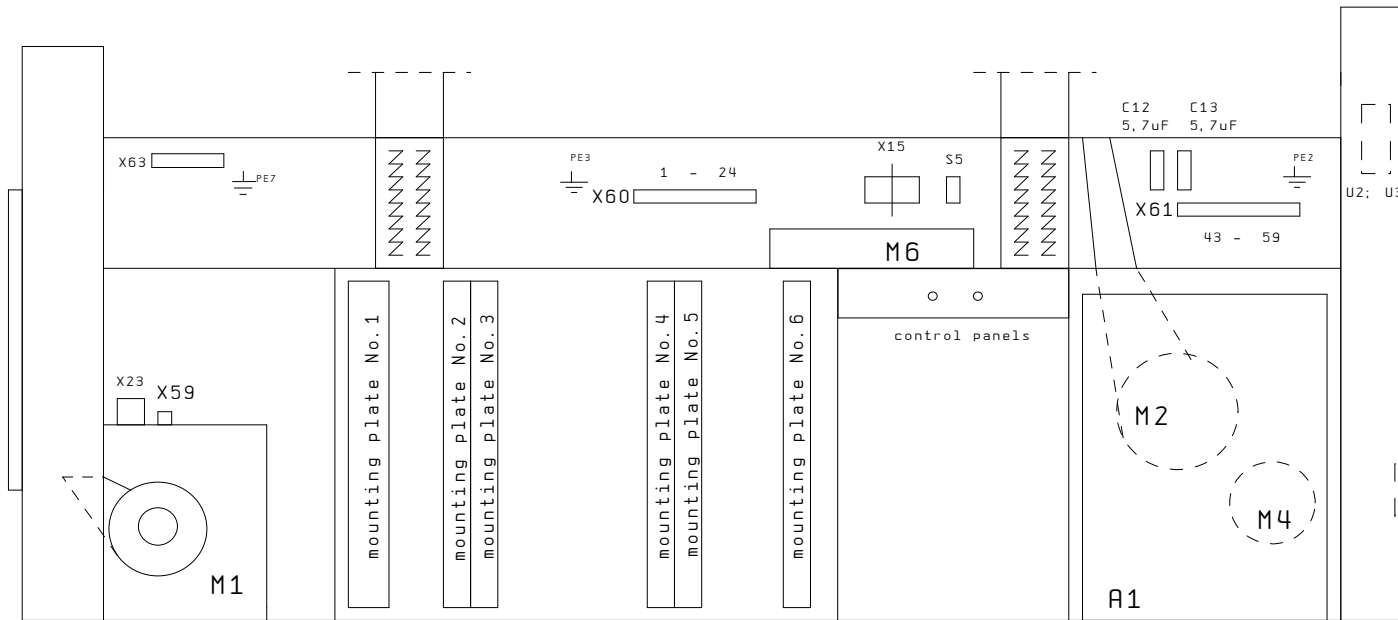 C12 C13
5,7uF 5,7uF
X63
PE7
PE3
1 - 24
X60
X15
S5
M6
PE2
X61
43 - 59
U2; U3
control panels
mounting plate No.1
mounting plate No.2
mounting plate No.3
mounting plate No.4
mounting plate No.5
mounting plate No.6
X23
X59
M1
M2
M4
A1